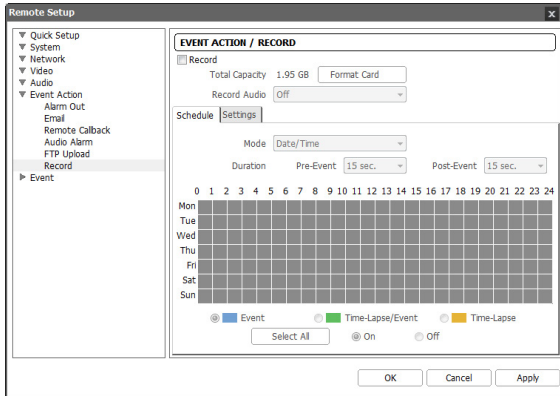 Remote Setup
x
Quick Setup
System
Network
Video
Audio
Event Action
Alarm Out
Email
Remote Callback
Audio Alarm
FTP Upload
Record
Event
EVENT ACTION / RECORD
Record
Total Capacity 1.95 GB Format Card
Record Audio Off
Schedule Settings
Mode Date/Time
Duration Pre-Event 15 sec. Post-Event 15 sec.
0 1 2 3 4 5 6 7 8 9 10 11 12 13 14 15 16 17 18 19 20 21 22 23 24
Mon
Tue
Wed
Thu
Fri
Sat
Sun
Event Time-Lapse/Event Time-Lapse
Select All On Off
OK Cancel Apply